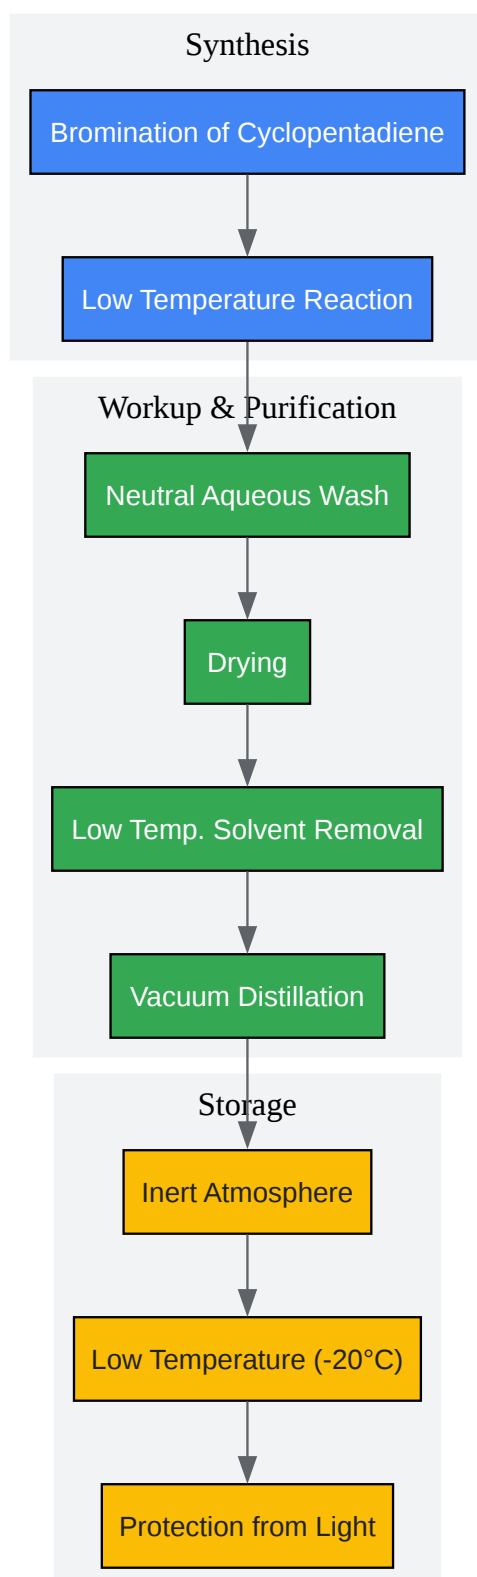 Synthesis
Bromination of Cyclopentadiene
Low Temperature Reaction
Workup & Purification
Neutral Aqueous Wash
Drying
Low Temp. Solvent Removal
Vacuum Distillation
Storage
Inert Atmosphere
Low Temperature (-20°C)
Protection from Light